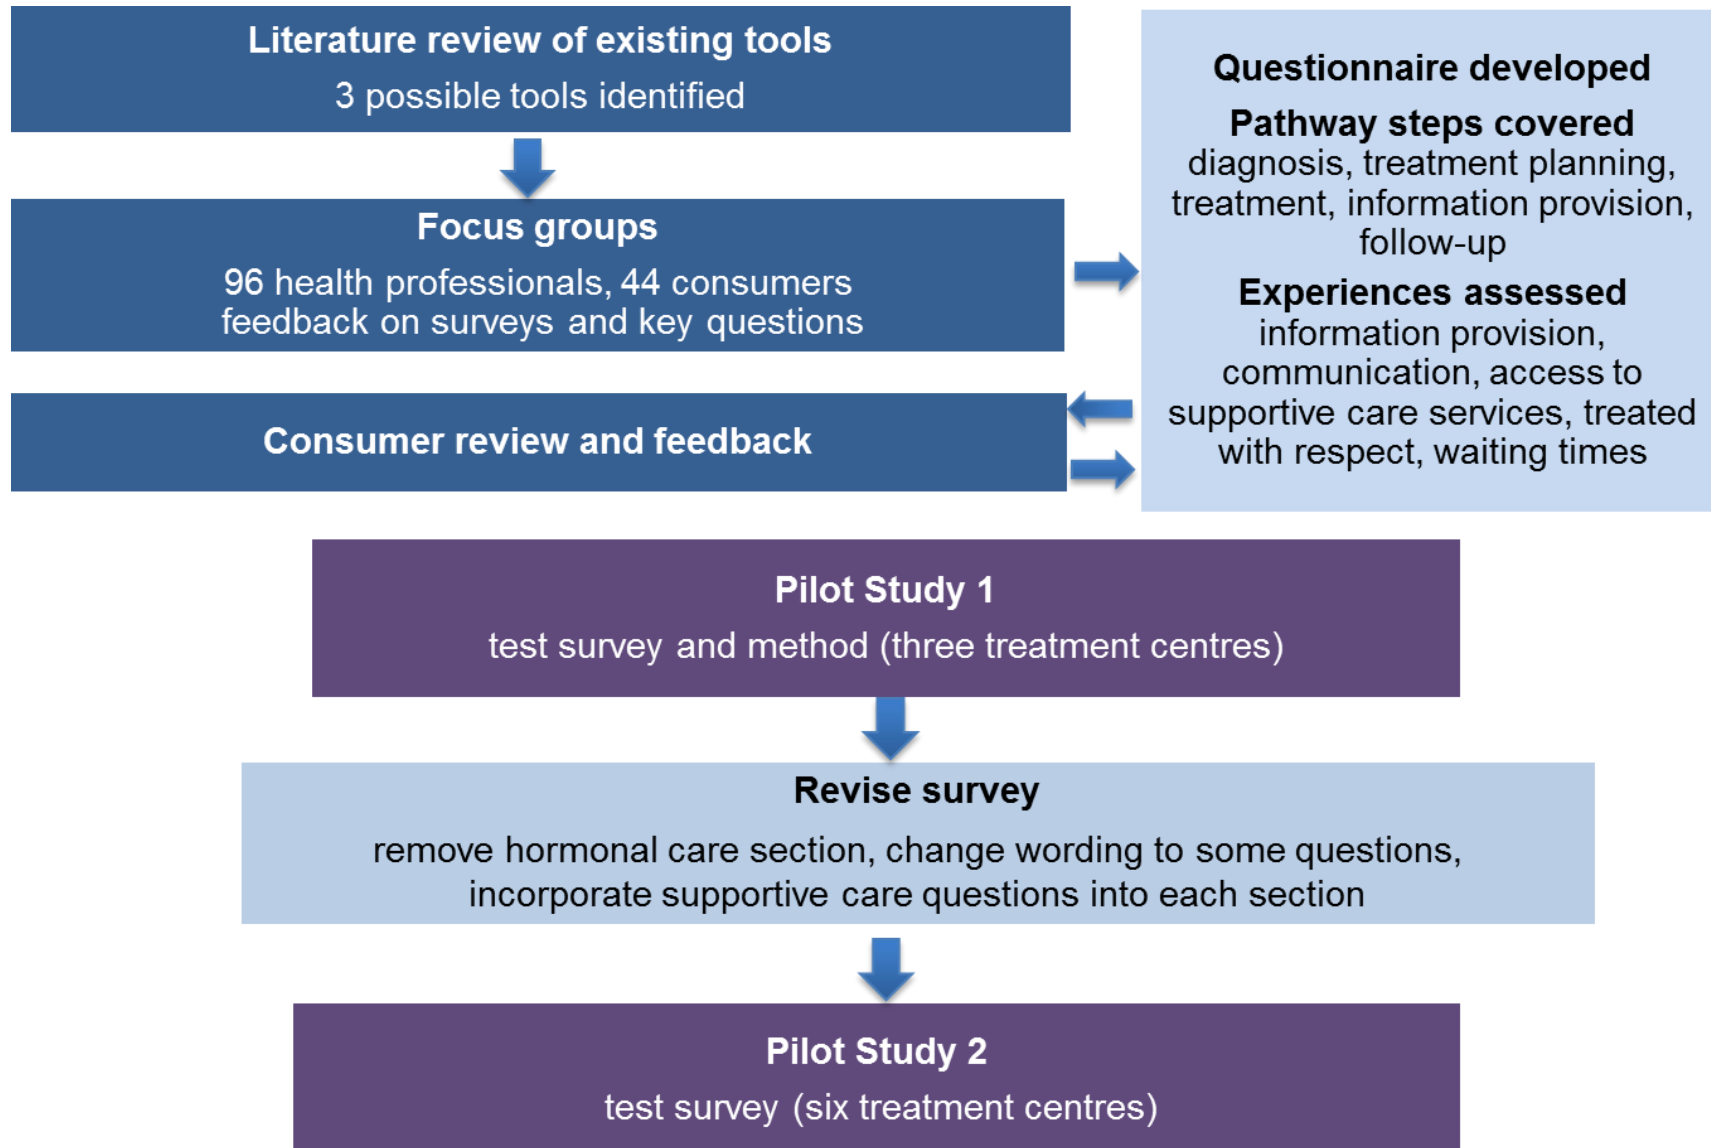 Literature review of existing tools
3 possible tools identified
Focus groups
96 health professionals, 44 consumers
feedback on surveys and key questions
Consumer review and feedback
Questionnaire developed
Pathway steps covered
diagnosis, treatment planning,
treatment, information provision,
follow-up
Experiences assessed
information provision,
communication, access to
supportive care services, treated
with respect, waiting times
Pilot Study 1
test survey and method (three treatment centres)
Revise survey
remove hormonal care section, change wording to some questions,
incorporate supportive care questions into each section
Pilot Study 2
test survey (six treatment centres)